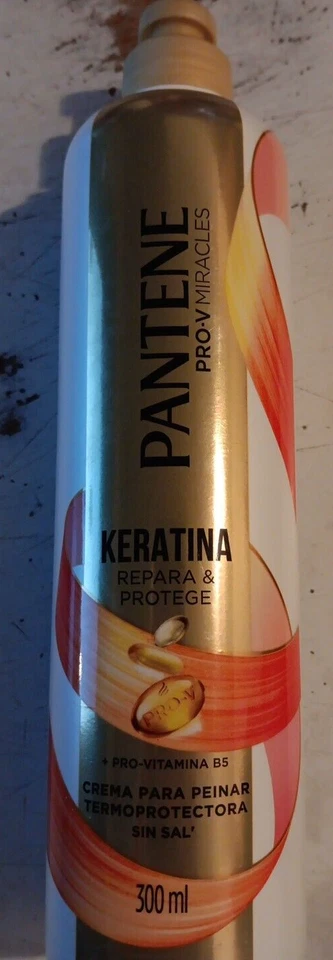 PANTENE
PRO-V MIRACLES
KERATINA
REPARA &
PROTEGE
PRO-V
+ PRO-VITAMINA B5
CREMA PARA PEINAR
TERMOPROTECTORA
SIN SAL'
300 ml